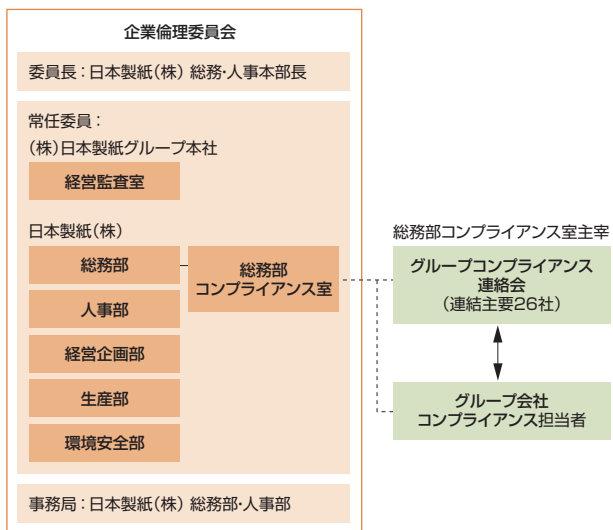 企業倫理委員会
委員長：日本製紙(株) 総務・人事本部長
常任委員：
(株)日本製紙グループ本社
経営監査室
日本製紙(株)
総務部
人事部
経営企画部
生産部
環境安全部
総務部
コンプライアンス室
事務局：日本製紙(株) 総務部・人事部
総務部コンプライアンス室主宰
グループコンプライアンス
連絡会
(連結主要26社)
グループ会社
コンプライアンス担当者